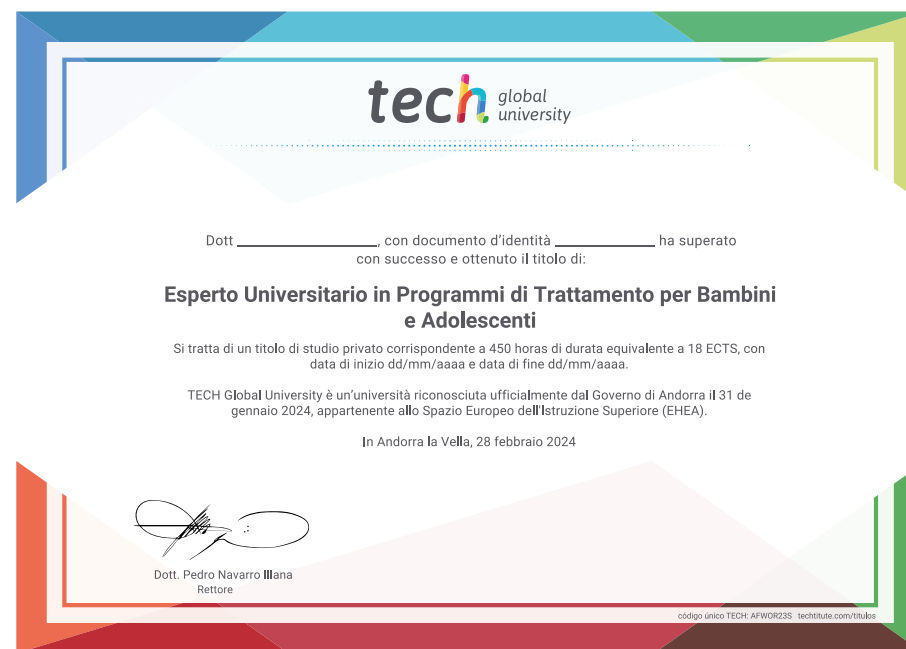 tech global university
Dott ______________, con documento d'identità __________ ha superato
con successo e ottenuto il titolo di:
Esperto Universitario in Programmi di Trattamento per Bambini
e Adolescenti
Si tratta di un titolo di studio privato corrispondente a 450 horas di durata equivalente a 18 ECTS, con
data di inizio dd/mm/aaaa e data di fine dd/mm/aaaa.
TECH Global University è un'università riconosciuta ufficialmente dal Governo di Andorra il 31 de
gennaio 2024, appartenente allo Spazio Europeo dell'Istruzione Superiore (EHEA).
In Andorra la Vella, 28 febbraio 2024
Dott. Pedro Navarro Illana
Rettore
código único TECH: AFWOR23S techtitute.com/titulos